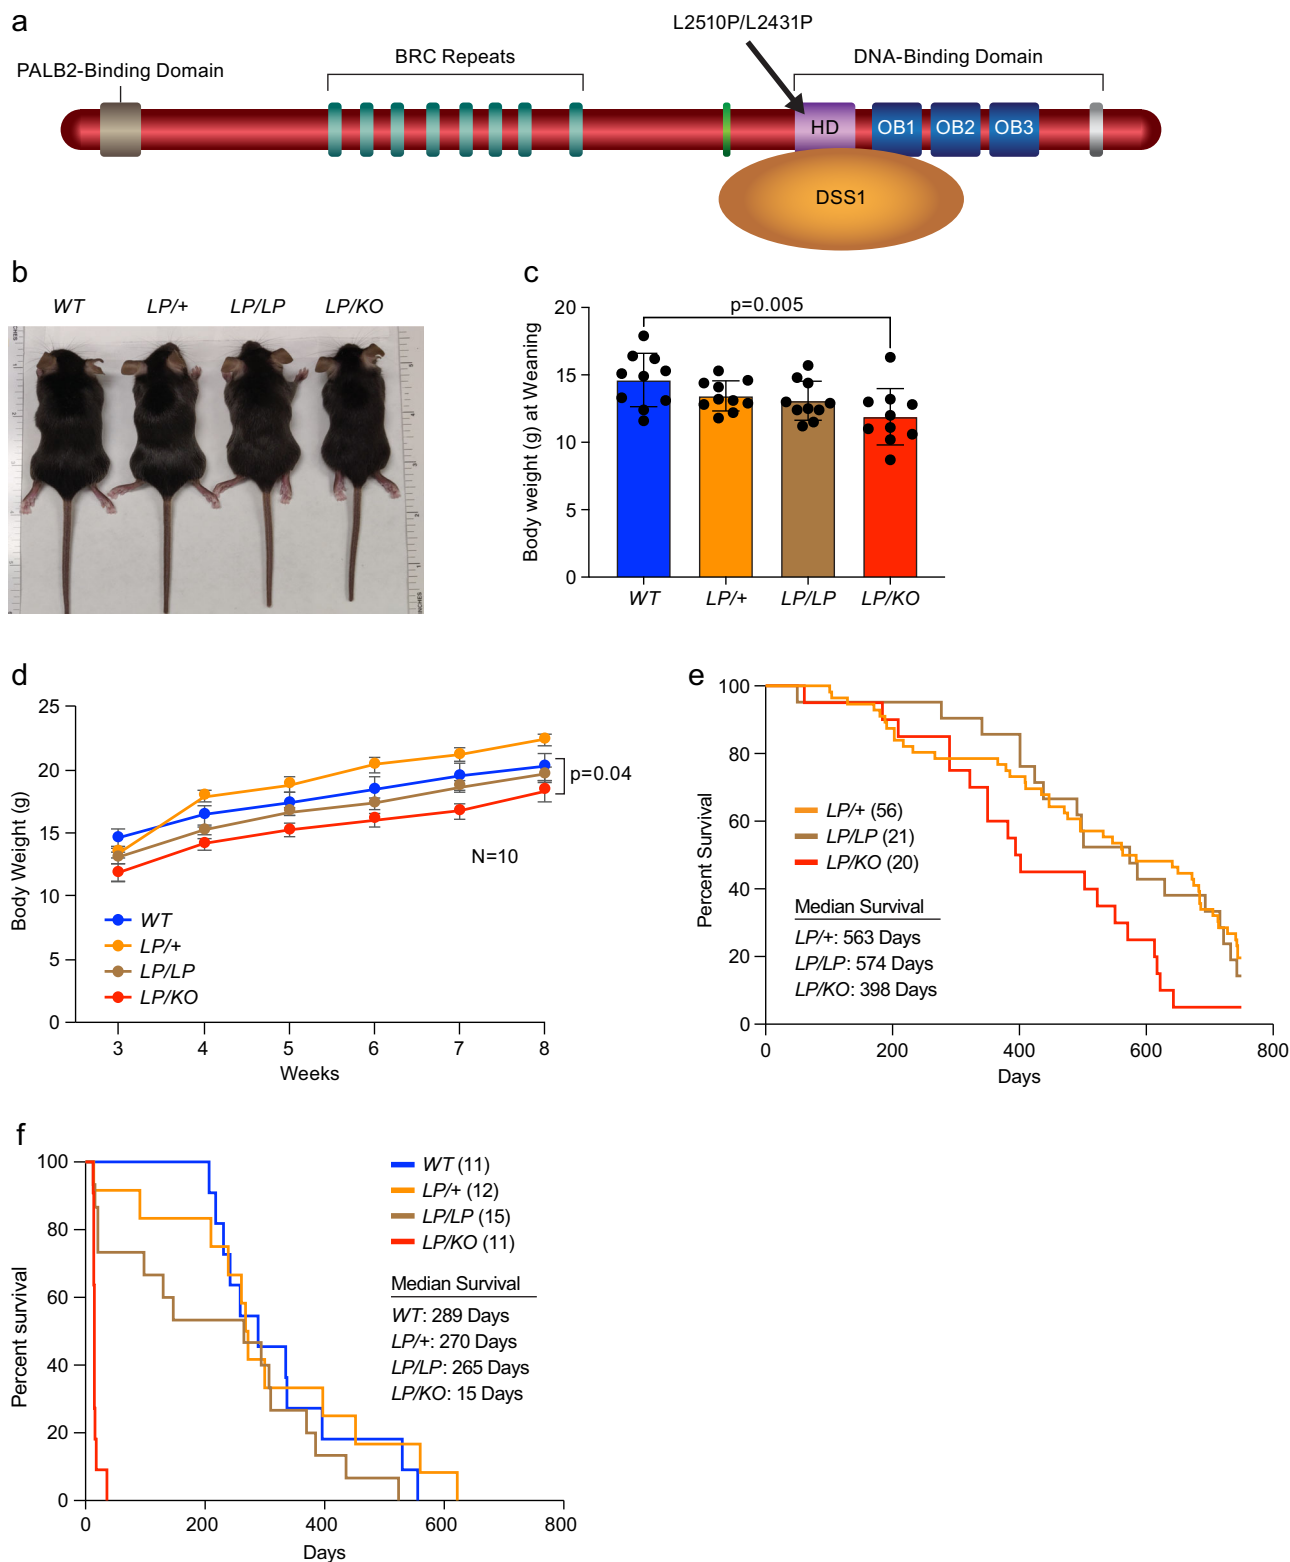 a
L2510P/L2431P
PALB2-Binding Domain
BRC Repeats
DNA-Binding Domain
HD
OB1
OB2
OB3
DSS1
b
WT
LP/+
LP/LP
LP/KO
INCHES
c
Body weight (g) at Weaning
20
15
10
5
0
p=0.005
WT
LP/+
LP/LP
LP/KO
d
Body Weight (g)
25
20
15
10
5
0
p=0.04
N=10
WT
LP/+
LP/LP
LP/KO
3 4 5 6 7 8
Weeks
e
Percent Survival
100
80
60
40
20
0
LP/+ (56)
LP/LP (21)
LP/KO (20)
Median Survival
LP/+: 563 Days
LP/LP: 574 Days
LP/KO: 398 Days
0 200 400 600 800
Days
f
Percent survival
100
80
60
40
20
0
WT (11)
LP/+ (12)
LP/LP (15)
LP/KO (11)
Median Survival
WT: 289 Days
LP/+: 270 Days
LP/LP: 265 Days
LP/KO: 15 Days
0 200 400 600 800
Days